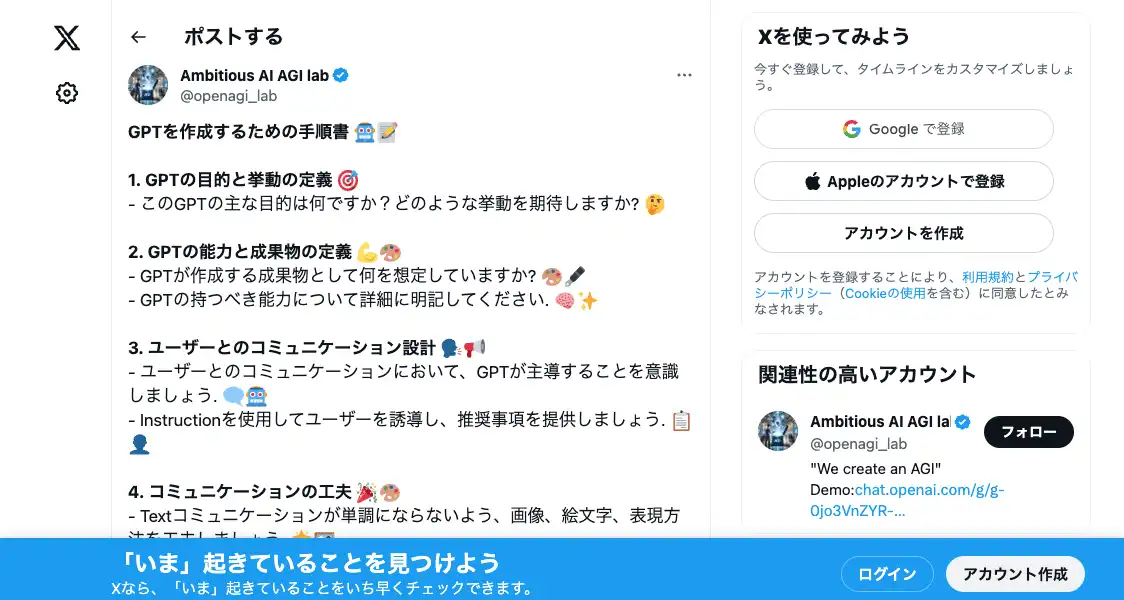 ポストする
Ambitious AI AGI lab
@openagi_lab
GPTを作成するための手順書 🤖📝
1. GPTの目的と挙動の定義 🎯
- このGPTの主な目的は何ですか？どのような挙動を期待しますか? 🤔
2. GPTの能力と成果物の定義 💪🎨
- GPTが作成する成果物として何を想定していますか? 🎨🎤
- GPTの持つべき能力について詳細に明記してください. 🧠✨
3. ユーザーとのコミュニケーション設計 🗣️📢
- ユーザーとのコミュニケーションにおいて、GPTが主導することを意識
しましょう. 💬🤖
- Instructionを使用してユーザーを誘導し、推奨事項を提供しましょう. 📋
👤
4. コミュニケーションの工夫 🎉🎨
- Textコミュニケーションが単調にならないよう、画像、絵文字、表現方
Xを使ってみよう
今すぐ登録して、タイムラインをカスタマイズしましょ
う。
Google で登録
Appleのアカウントで登録
アカウントを作成
アカウントを登録することにより、利用規約とプライバ
シーポリシー（Cookieの使用を含む）に同意したとみ
なされます。
関連性の高いアカウント
Ambitious AI AGI la
@openagi_lab
フォロー
"We create an AGI"
Demo:chat.openai.com/g/g-
0jo3VnZYR-…
「いま」起きていることを見つけよう
Xなら、「いま」起きていることをいち早くチェックできます。
ログイン
アカウント作成